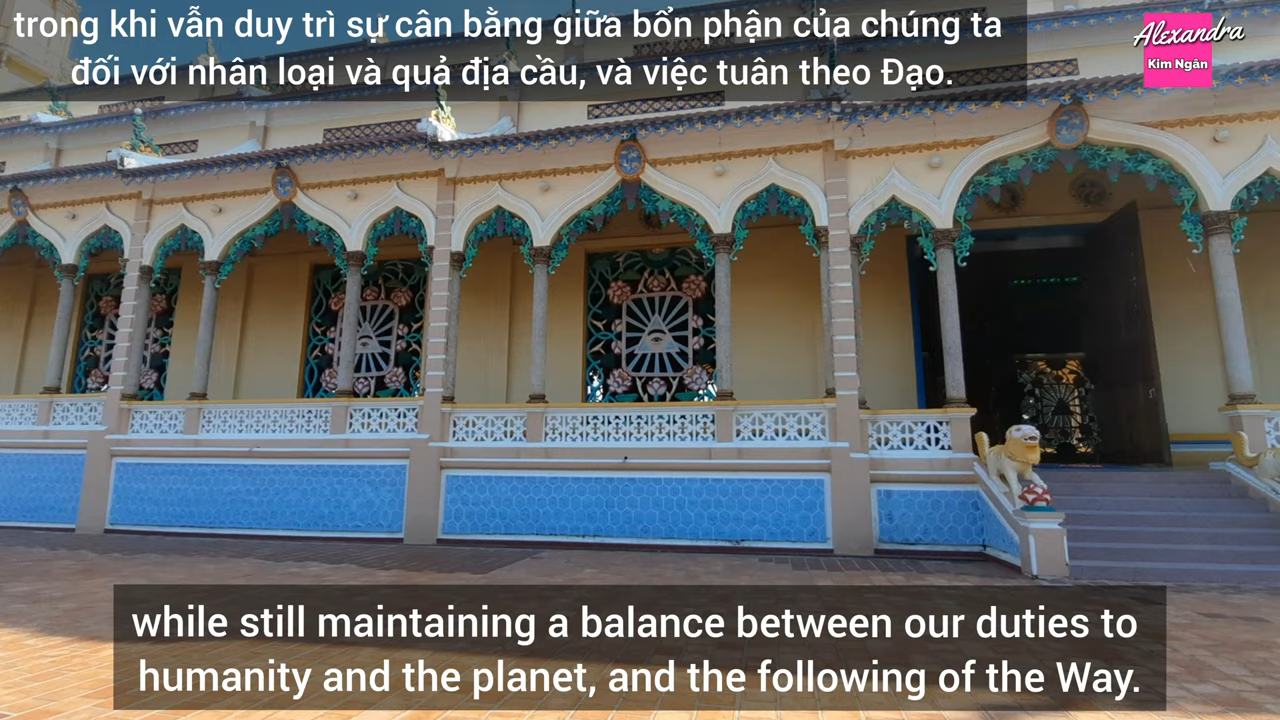 trong khi vẫn duy trì sự cân bằng giữa bổn phận của chúng ta
đối với nhân loại và quả địa cầu, và việc tuân theo Đạo.
Alexandra
Kim Ngân
while still maintaining a balance between our duties to
humanity and the planet, and the following of the Way.